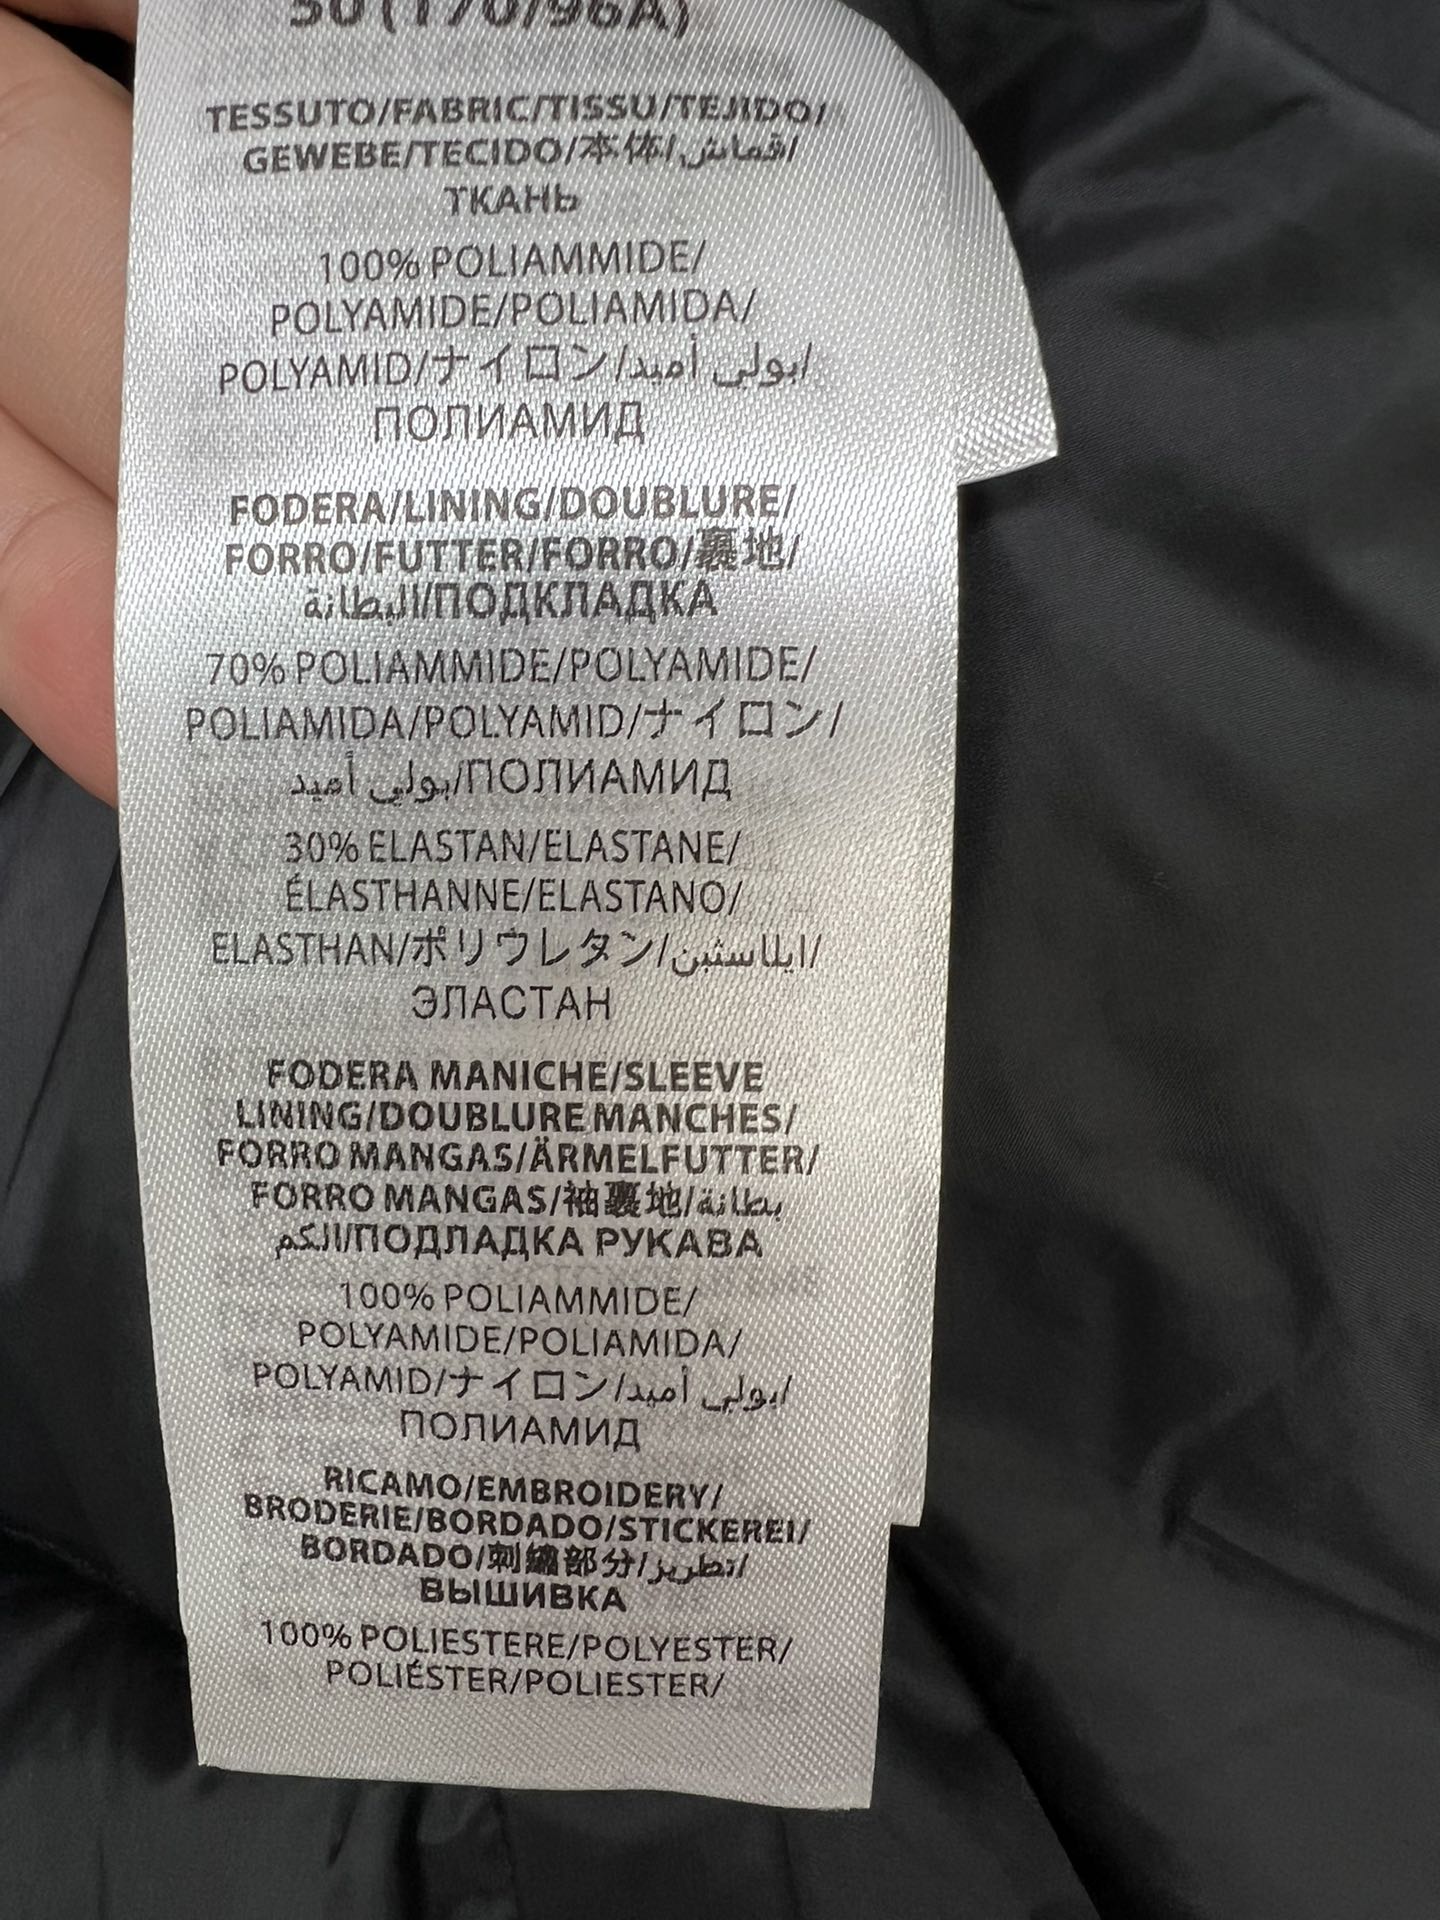 50 (170/96A)
TESSUTO/FABRIC/TISSU/TEJIDO/
GEWEBE/TECIDO/本体/قماش/
ТКАНЬ
100% POLIAMMIDE/
POLYAMIDE/POLIAMIDA/
POLYAMID/ナイロン/بولي أميد/
ПОЛИАМИД
FODERA/LINING/DOUBLURE/
FORRO/FUTTER/FORRO/裏地/
البطانة/ПОДКЛАДКА
70% POLIAMMIDE/POLYAMIDE/
POLIAMIDA/POLYAMID/ナイロン/
بولي أميد/ПОЛИАМИД
30% ELASTAN/ELASTANE/
ÉLASTHANNE/ELASTANO/
ELASTHAN/ポリウレタン/ايلاستين/
ЭЛАСТАН
FODERA MANICHE/SLEEVE
LINING/DOUBLURE MANCHES/
FORRO MANGAS/ÄRMELFUTTER/
FORRO MANGAS/袖裏地/بطانة
الكم/ПОДЛАДКА РУКАВА
100% POLIAMMIDE/
POLYAMIDE/POLIAMIDA/
POLYAMID/ナイロン/بولي أميد/
ПОЛИАМИД
RICAMO/EMBROIDERY/
BRODERIE/BORDADO/STICKEREI/
BORDADO/刺繍部分/تطريز/
ВЫШИВКА
100% POLIESTERE/POLYESTER/
POLIÉSTER/POLIESTER/